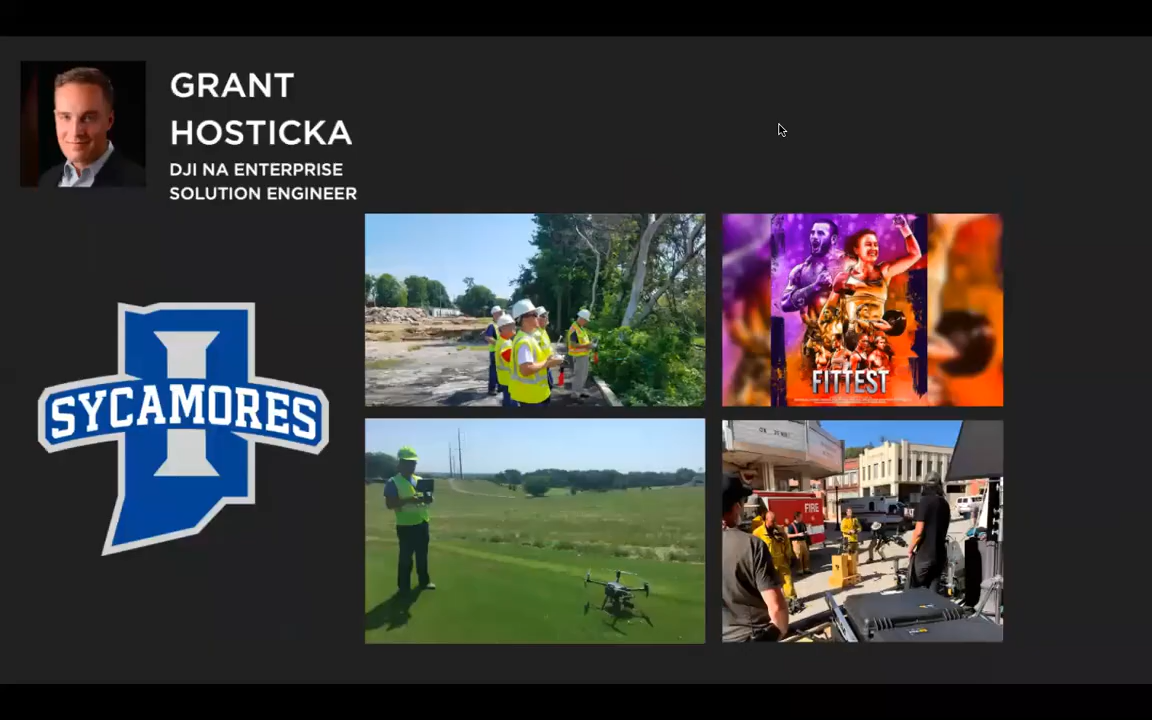 GRANT
HOSTICKA
DJI NA ENTERPRISE
SOLUTION ENGINEER
SYCAMORES
FITTEST
FIRE